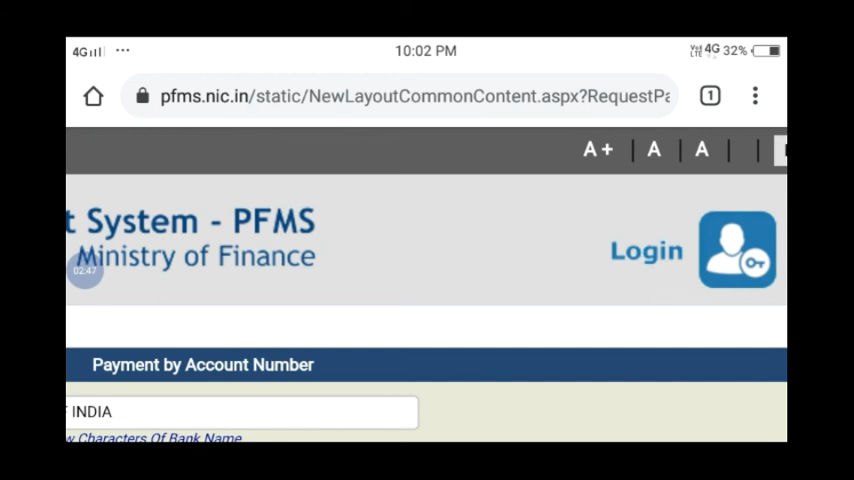 4G 10:02 PM 4G 32%
pfms.nic.in/static/NewLayoutCommonContent.aspx?RequestPa 1
A+ | A | A | |
t System - PFMS
Ministry of Finance
Login
02:47
Payment by Account Number
INDIA
w Characters Of Bank Name